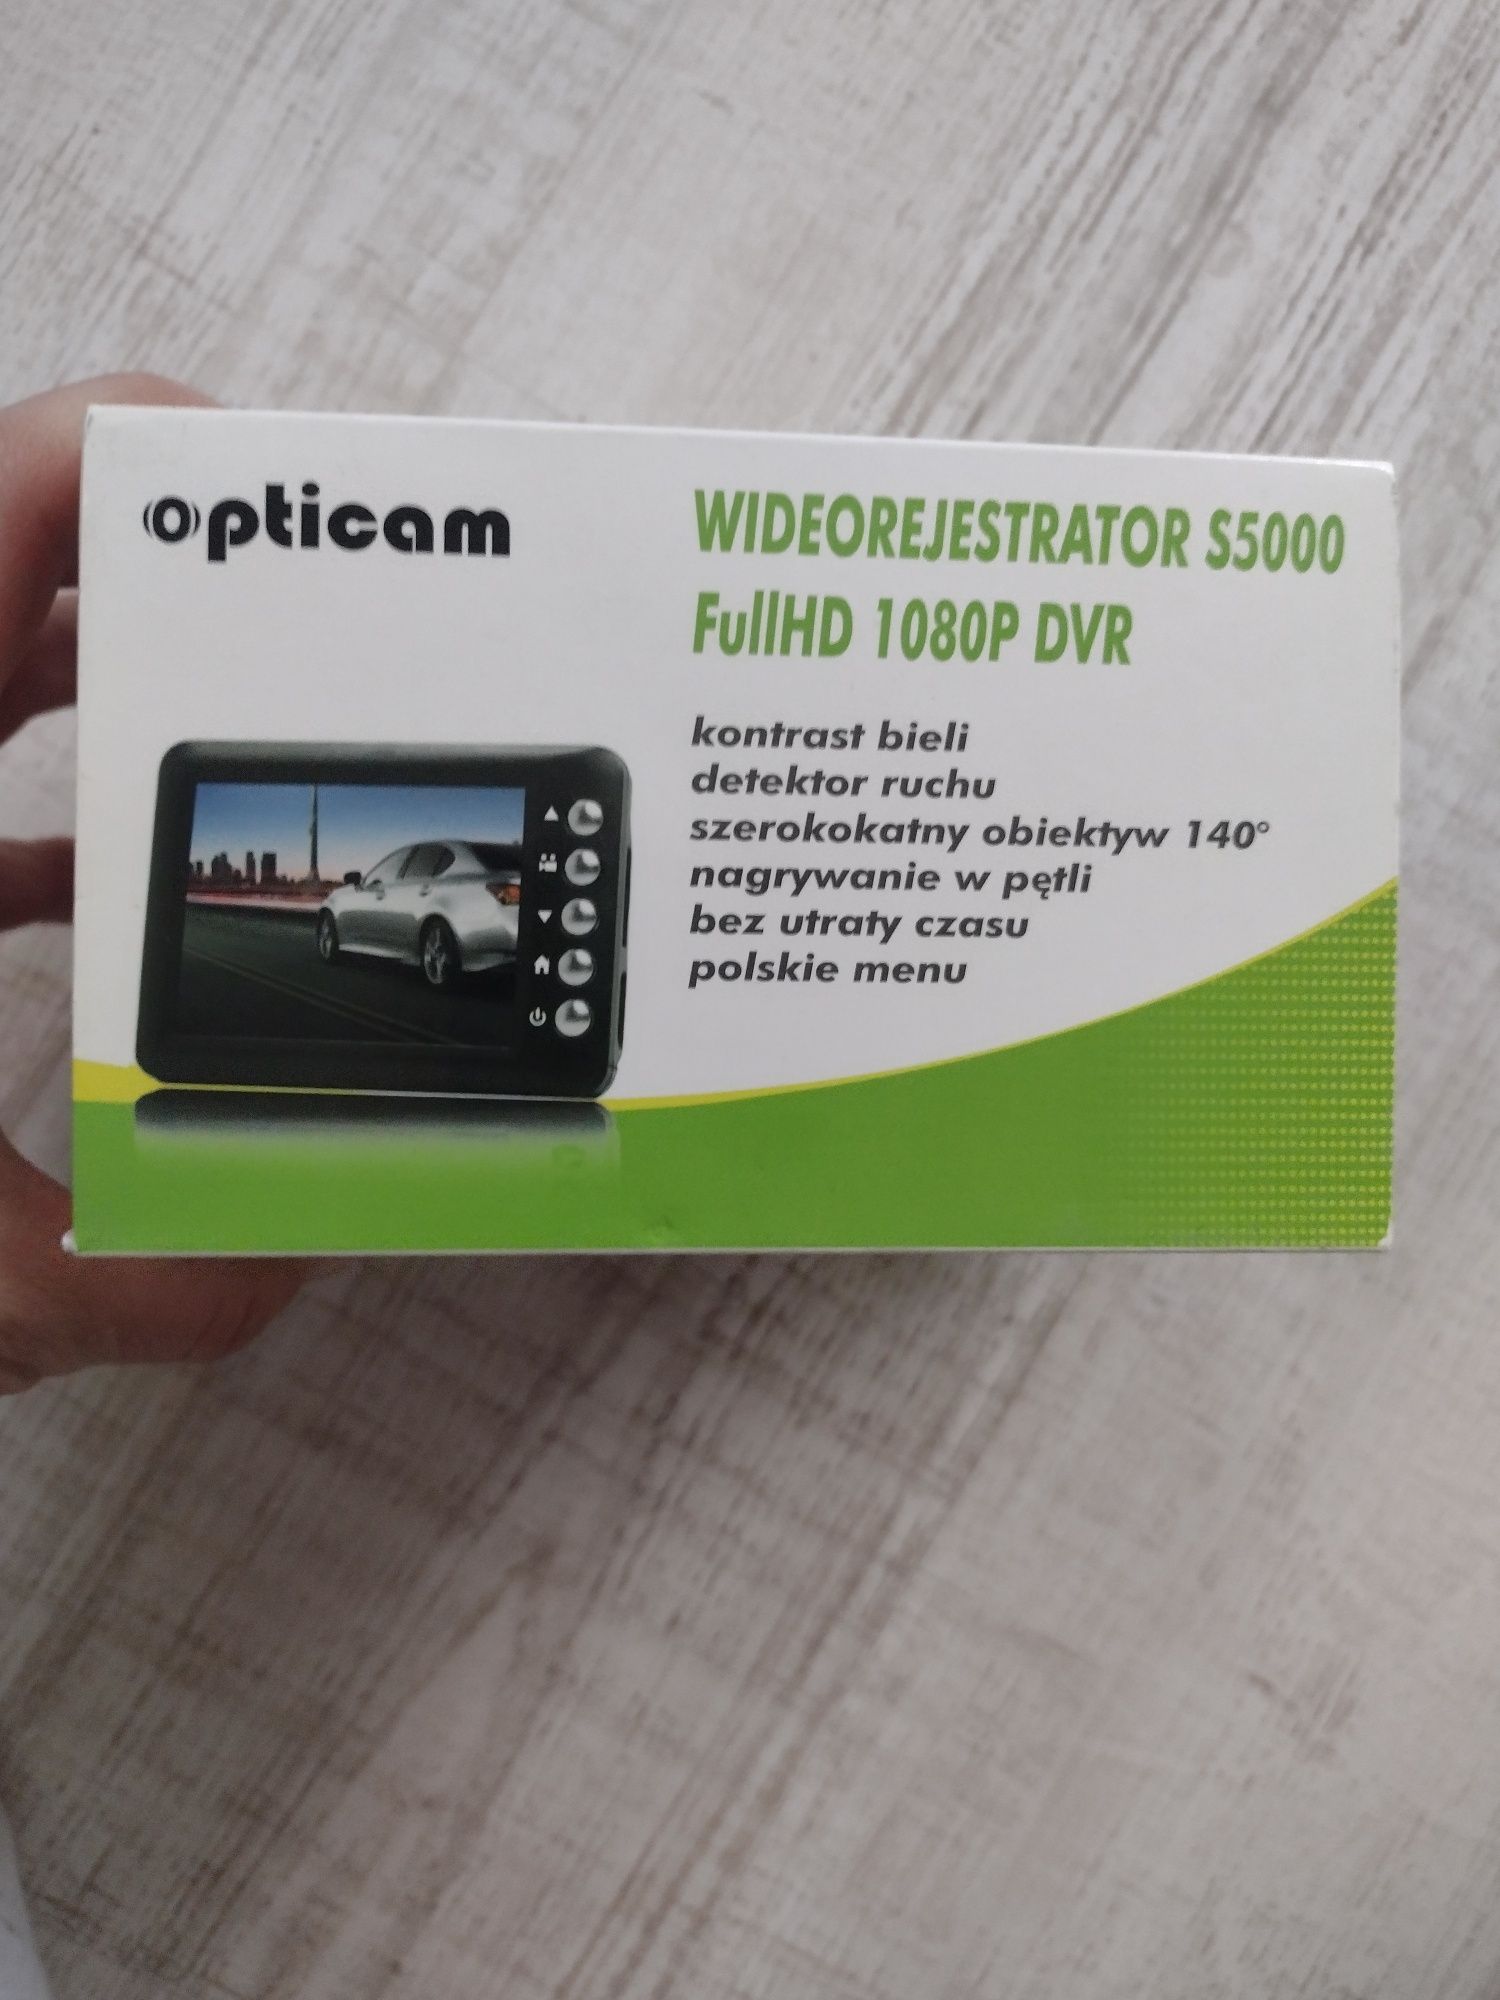 opticam
WIDEOREJESTRATOR S5000
FullHD 1080P DVR
kontrast bieli
detektor ruchu
szerokokatny obiektyw 140°
nagrywanie w pętli
bez utraty czasu
polskie menu